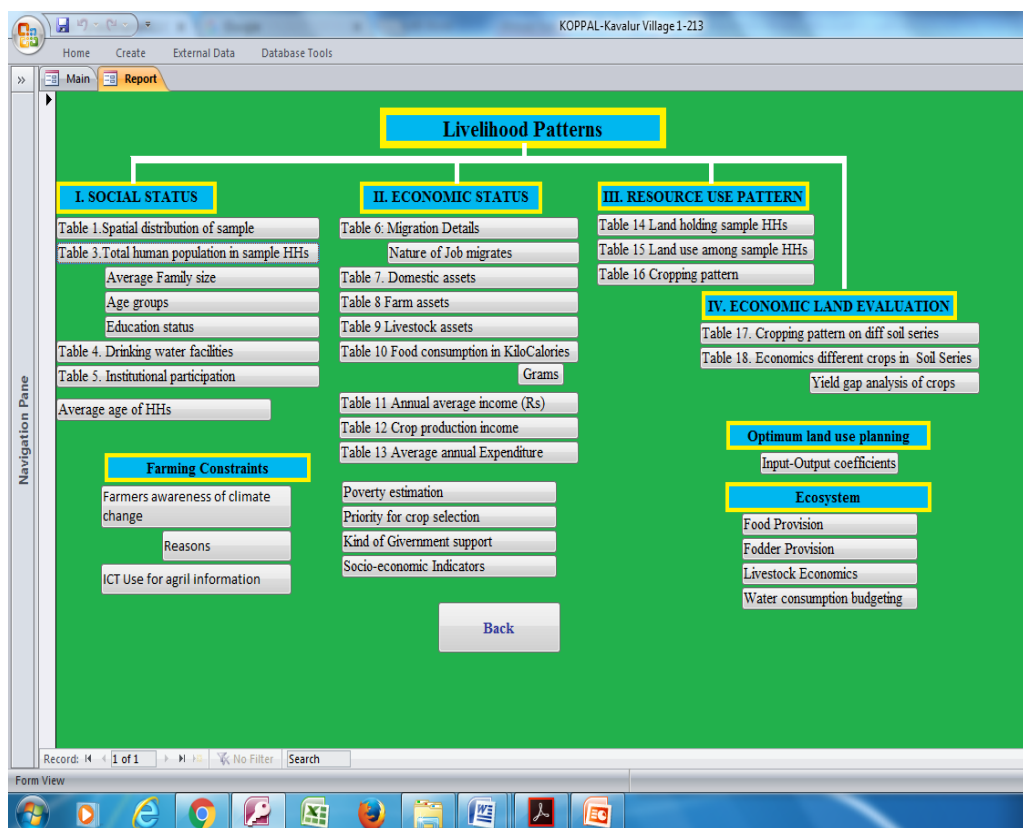 KOPPAL-Kavalur Village 1-213
Home Create External Data Database Tools
Main Report
Livelihood Patterns
I. SOCIAL STATUS
Table 1.Spatial distribution of sample
Table 3.Total human population in sample HHs
Average Family size
Age groups
Education status
Table 4. Drinking water facilities
Table 5. Institutional participation
Average age of HHs
Farming Constraints
Farmers awareness of climate
change
Reasons
ICT Use for agril information
II. ECONOMIC STATUS
Table 6: Migration Details
Nature of Job migrates
Table 7. Domestic assets
Table 8 Farm assets
Table 9 Livestock assets
Table 10 Food consumption in KiloCalories
Grams
Table 11 Annual average income (Rs)
Table 12 Crop production income
Table 13 Average annual Expenditure
Poverty estimation
Priority for crop selection
Kind of Givernment support
Socio-economic Indicators
Back
III. RESOURCE USE PATTERN
Table 14 Land holding sample HHs
Table 15 Land use among sample HHs
Table 16 Cropping pattern
IV. ECONOMIC LAND EVALUATION
Table 17. Cropping pattern on diff soil series
Table 18. Economics different crops in Soil Series
Yield gap analysis of crops
Optimum land use planning
Input-Output coefficients
Ecosystem
Food Provision
Fodder Provision
Livestock Economics
Water consumption budgeting
Navigation Pane
Record: 1 of 1 No Filter Search
Form View